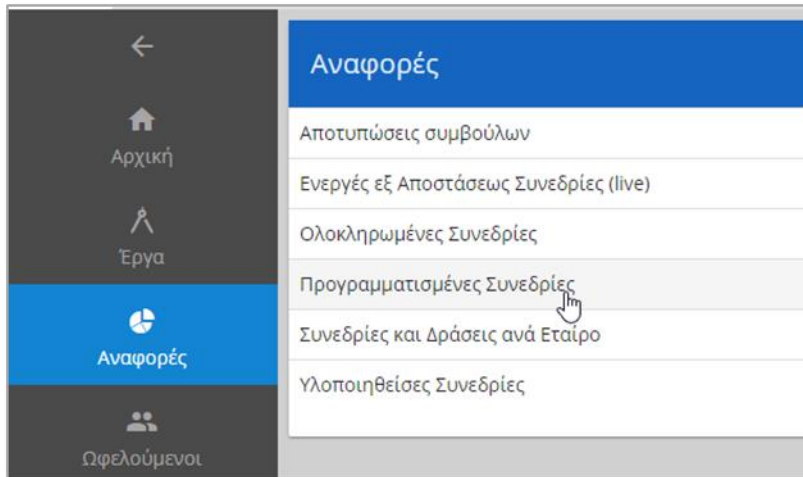 Αρχική
Έργα
Αναφορές
Ωφελούμενοι
Αναφορές
Αποτυπώσεις συμβούλων
Ενεργές εξ Αποστάσεως Συνεδρίες (live)
Ολοκληρωμένες Συνεδρίες
Προγραμματισμένες Συνεδρίες
Συνεδρίες και Δράσεις ανά Εταίρο
Υλοποιηθείσες Συνεδρίες